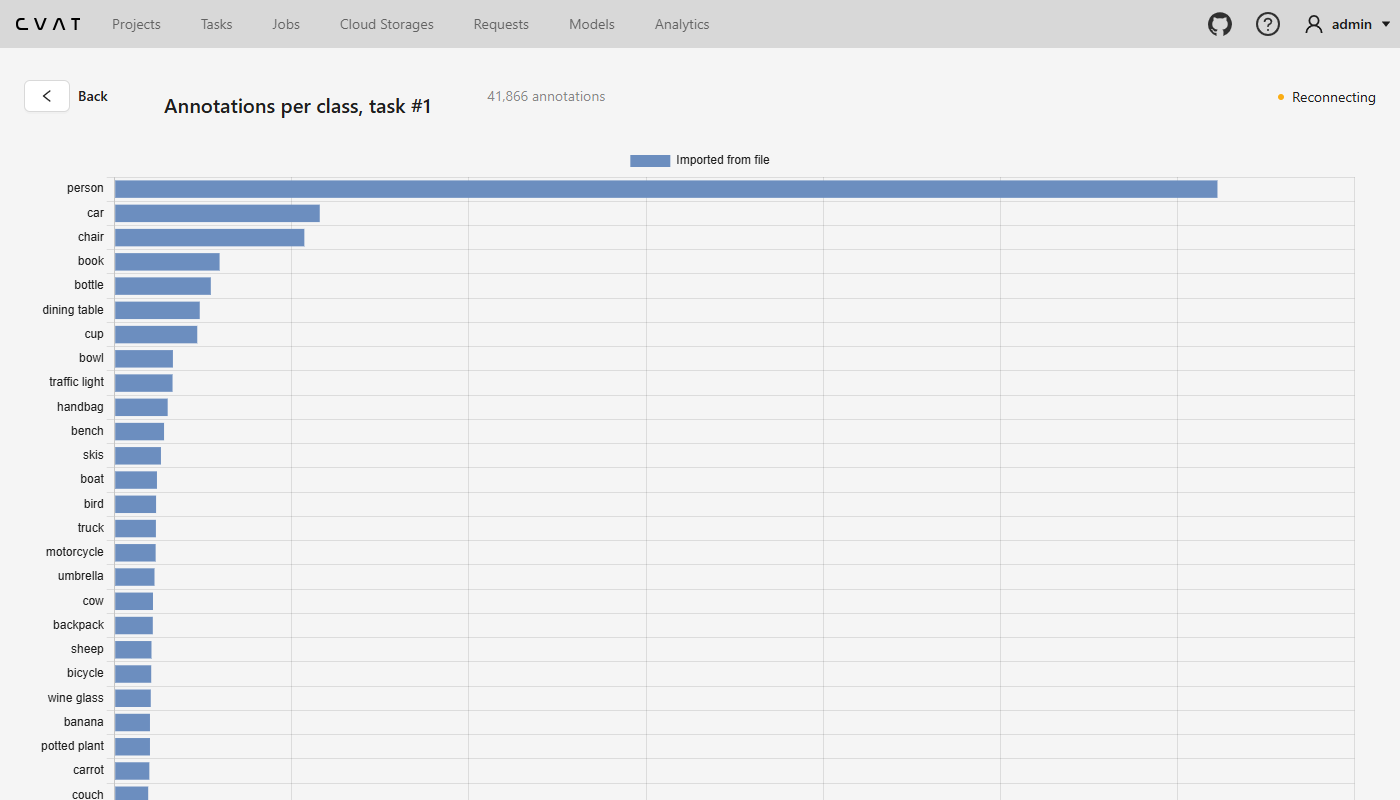 CVAT Projects Tasks Jobs Cloud Storages Requests Models Analytics admin
Back Annotations per class, task #1 41,866 annotations Reconnecting
Imported from file
person
car
chair
book
bottle
dining table
cup
bowl
traffic light
handbag
bench
skis
boat
bird
truck
motorcycle
umbrella
cow
backpack
sheep
bicycle
wine glass
banana
potted plant
carrot
couch